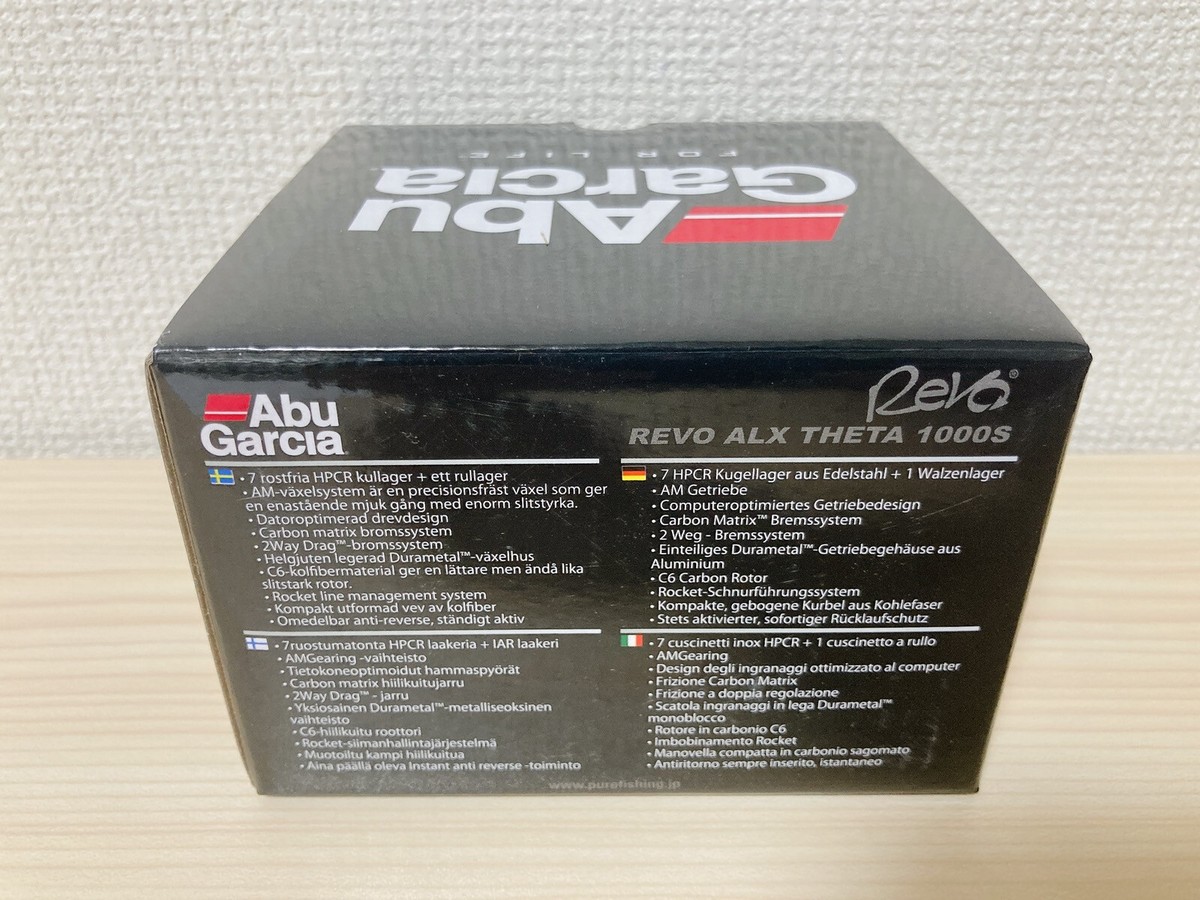 Abu
Garcia
FOR LIFE
Abu
Garcia
Revo®
REVO ALX THETA 1000S
• 7 rostfria HPCR kullager + ett rullager
• AM-växelsystem är en precisionsfräst växel som ger
en enastående mjuk gång med enorm slitstyrka.
• Datoroptimerad drevdesign
• Carbon matrix bromssystem
• 2Way Drag™-bromssystem
• Helgjuten legerad Durametal™-växelhus
• C6-kolfibermaterial ger en lättare men ändå lika
slitstark rotor.
• Rocket line management system
• Kompakt utformad vev av kolfiber
• Omedelbar anti-reverse, ständigt aktiv
• 7 HPCR Kugellager aus Edelstahl + 1 Walzenlager
• AM Getriebe
• Computeroptimiertes Getriebedesign
• Carbon Matrix™ Bremssystem
• 2 Weg - Bremssystem
• Einteiliges Durametal™-Getriebegehäuse aus
Aluminium
• C6 Carbon Rotor
• Rocket-Schnurführungssystem
• Kompakte, gebogene Kurbel aus Kohlefaser
• Stets aktivierter, sofortiger Rücklaufschutz
• 7ruostumatonta HPCR laakeria + IAR laakeri
• AMGearing -vaihteisto
• Tietokoneoptimoidut hammaspyörät
• Carbon matrix hiilikuitujarru
• 2Way Drag™ - jarru
• Yksiosainen Durametal™-metalliseoksinen
vaihteisto
• C6-hiilikuitu roottori
• Rocket-siimanhallintajärjestelmä
• Muotoiltu kampi hiilikuitua
• Aina päällä oleva Instant anti reverse -toiminto
• 7 cuscinetti inox HPCR + 1 cuscinetto a rullo
• AMGearing
• Design degli ingranaggi ottimizzato al computer
• Frizione Carbon Matrix
• Frizione a doppia regolazione
• Scatola ingranaggi in lega Durametal™
monoblocco
• Rotore in carbonio C6
• Imbobinamento Rocket
• Manovella compatta in carbonio sagomato
• Antiritorno sempre inserito, istantaneo
www.purefishing.jp